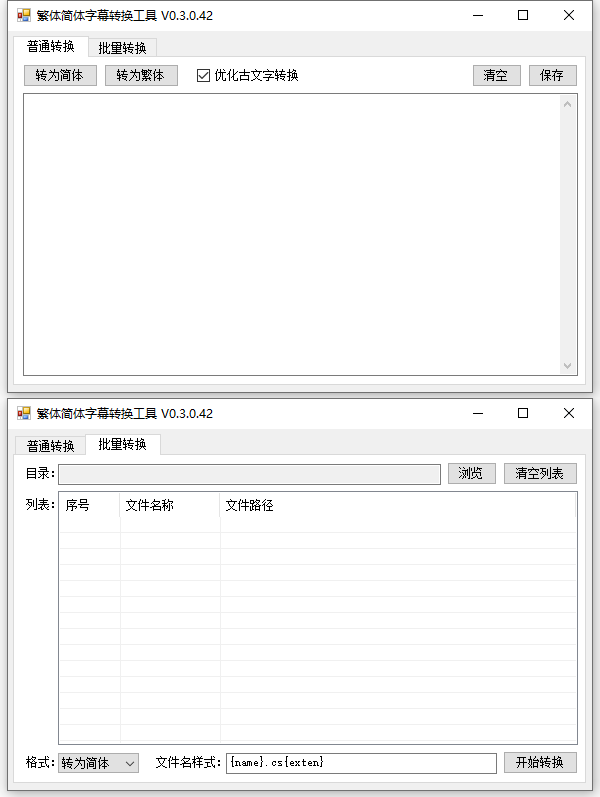 繁体简体字幕转换工具 V0.3.0.42
普通转换 批量转换
转为简体 转为繁体 优化古文字转换 清空 保存
繁体简体字幕转换工具 V0.3.0.42
普通转换 批量转换
目录: 浏览 清空列表
列表: 序号 文件名称 文件路径
格式: 转为简体 文件名样式: {name}.cs{exten} 开始转换